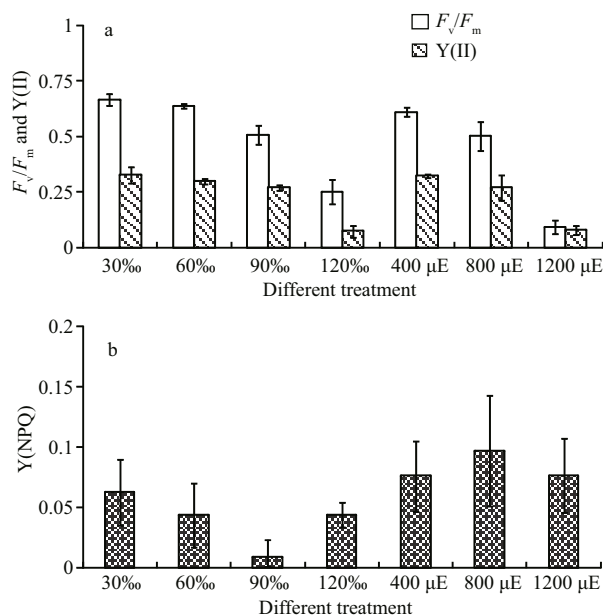 a
Fv/Fm
Y(II)
Fv/Fm and Y(II)
1
0.75
0.5
0.25
0
30‰ 60‰ 90‰ 120‰ 400 μE 800 μE 1200 μE
Different treatment
b
Y(NPQ)
0.2
0.15
0.1
0.05
0
30‰ 60‰ 90‰ 120‰ 400 μE 800 μE 1200 μE
Different treatment